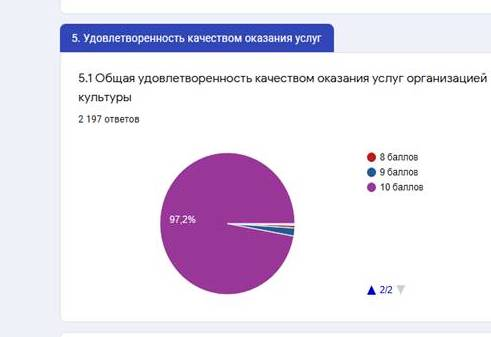 5. Удовлетворенность качеством оказания услуг
5.1 Общая удовлетворенность качеством оказания услуг организацией
культуры
2 197 ответов
8 баллов
9 баллов
10 баллов
97,2%
2/2